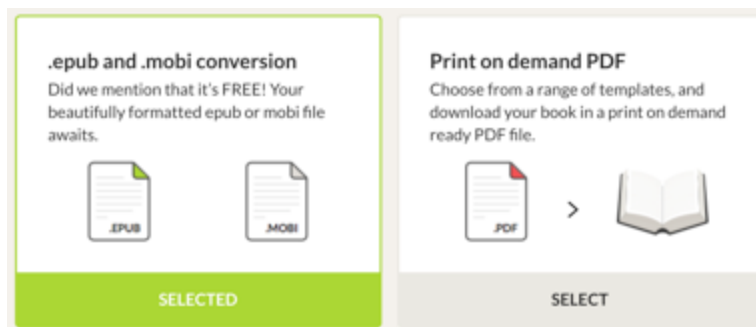 .epub and .mobi conversion
Did we mention that it's FREE! Your
beautifully formatted epub or mobi file
awaits.
.EPUB
.MOBI
SELECTED
Print on demand PDF
Choose from a range of templates, and
download your book in a print on demand
ready PDF file.
.PDF
>
SELECT